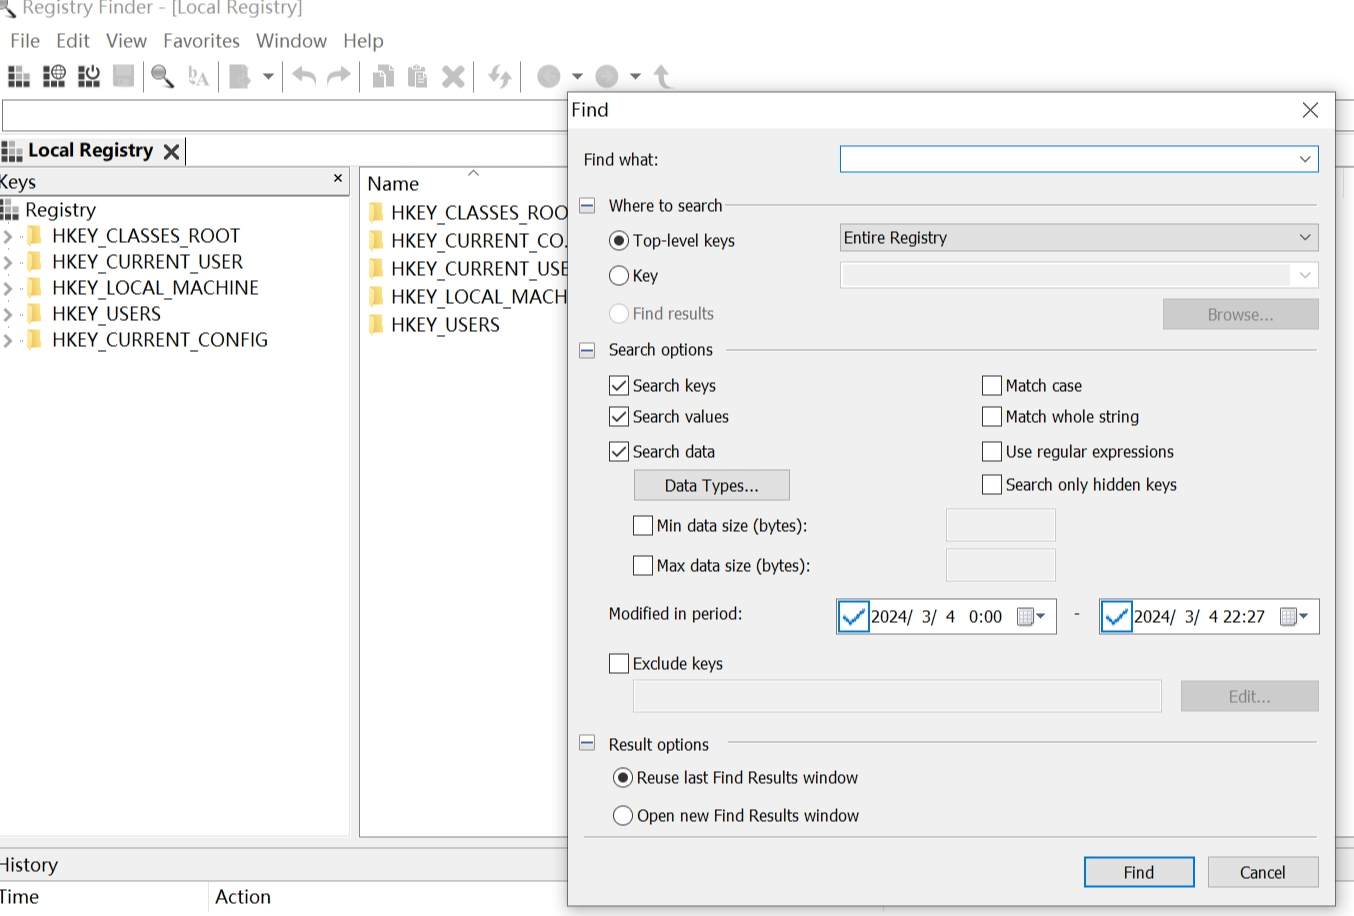 Registry Finder - [Local Registry]
File Edit View Favorites Window Help
Local Registry
Keys
Registry
HKEY_CLASSES_ROOT
HKEY_CURRENT_USER
HKEY_LOCAL_MACHINE
HKEY_USERS
HKEY_CURRENT_CONFIG
Name
HKEY_CLASSES_ROO
HKEY_CURRENT_CO.
HKEY_CURRENT_USE
HKEY_LOCAL_MACH
HKEY_USERS
Find
Find what:
Where to search
Top-level keys Entire Registry
Key
Find results
Browse...
Search options
Search keys Match case
Search values Match whole string
Search data Use regular expressions
Data Types... Search only hidden keys
Min data size (bytes):
Max data size (bytes):
Modified in period: 2024/ 3/ 4 0:00 - 2024/ 3/ 4 22:27
Exclude keys
Edit...
Result options
Reuse last Find Results window
Open new Find Results window
Find Cancel
History
Time Action